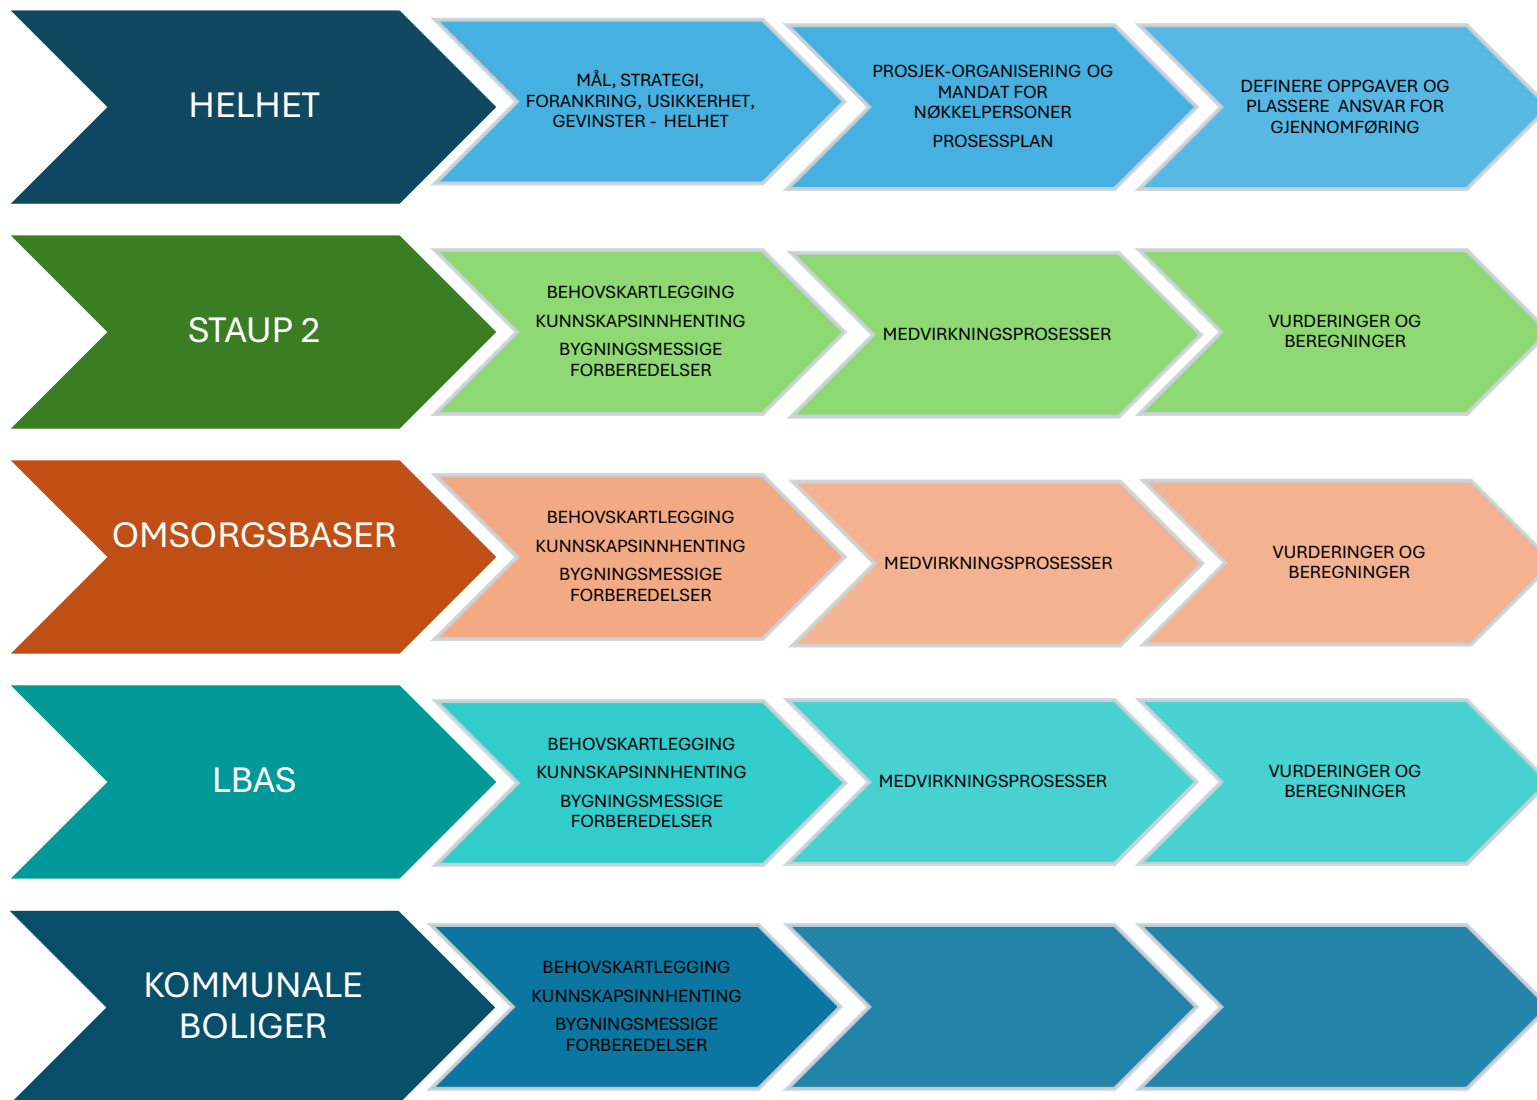 HELHET
MÅL, STRATEGI,
FORANKRING, USIKKERHET,
GEVINSTER - HELHET
PROSJEK-ORGANISERING OG
MANDAT FOR
NØKKELPERSONER
PROSESSPLAN
DEFINERE OPPGAVER OG
PLASSERE ANSVAR FOR
GJENNOMFØRING
STAUP 2
BEHOVSKARTLEGGING
KUNNSKAPSINNHENTING
BYGNINGSMESSIGE
FORBEREDELSER
MEDVIRKNINGSPROSESSER
VURDERINGER OG
BEREGNINGER
OMSORGSBASER
BEHOVSKARTLEGGING
KUNNSKAPSINNHENTING
BYGNINGSMESSIGE
FORBEREDELSER
MEDVIRKNINGSPROSESSER
VURDERINGER OG
BEREGNINGER
LBAS
BEHOVSKARTLEGGING
KUNNSKAPSINNHENTING
BYGNINGSMESSIGE
FORBEREDELSER
MEDVIRKNINGSPROSESSER
VURDERINGER OG
BEREGNINGER
KOMMUNALE
BOLIGER
BEHOVSKARTLEGGING
KUNNSKAPSINNHENTING
BYGNINGSMESSIGE
FORBEREDELSER